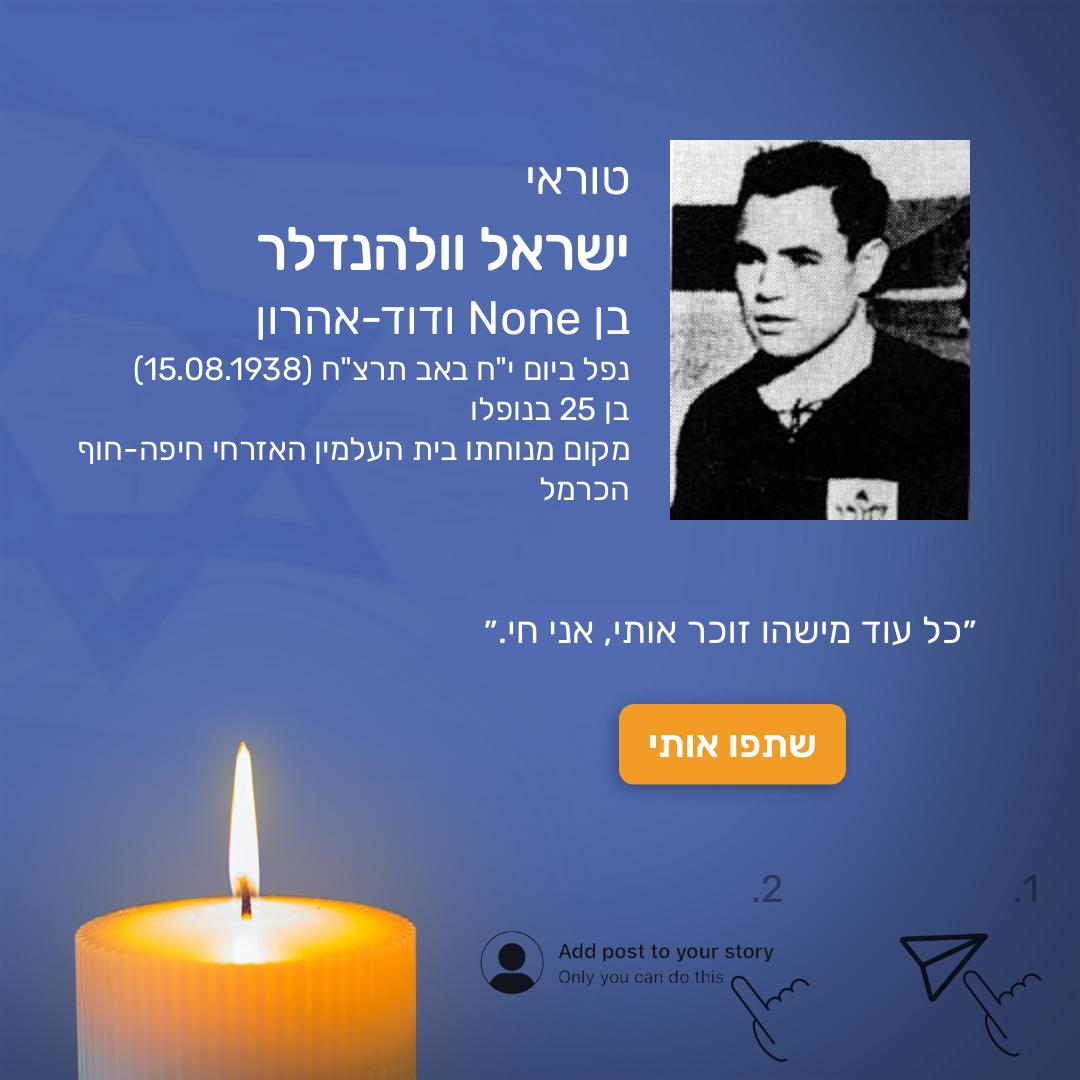 טוראי
ישראל וולהנדלר
בן None ודוד-אהרון
נפל ביום י"ח באב תרצ"ח (15.08.1938)
בן 25 בנופלו
מקום מנוחתו בית העלמין האזרחי חיפה-חוף
הכרמל
״כל עוד מישהו זוכר אותי, אני חי.״
שתפו אותי
.1
.2
Add post to your story
Only you can do this